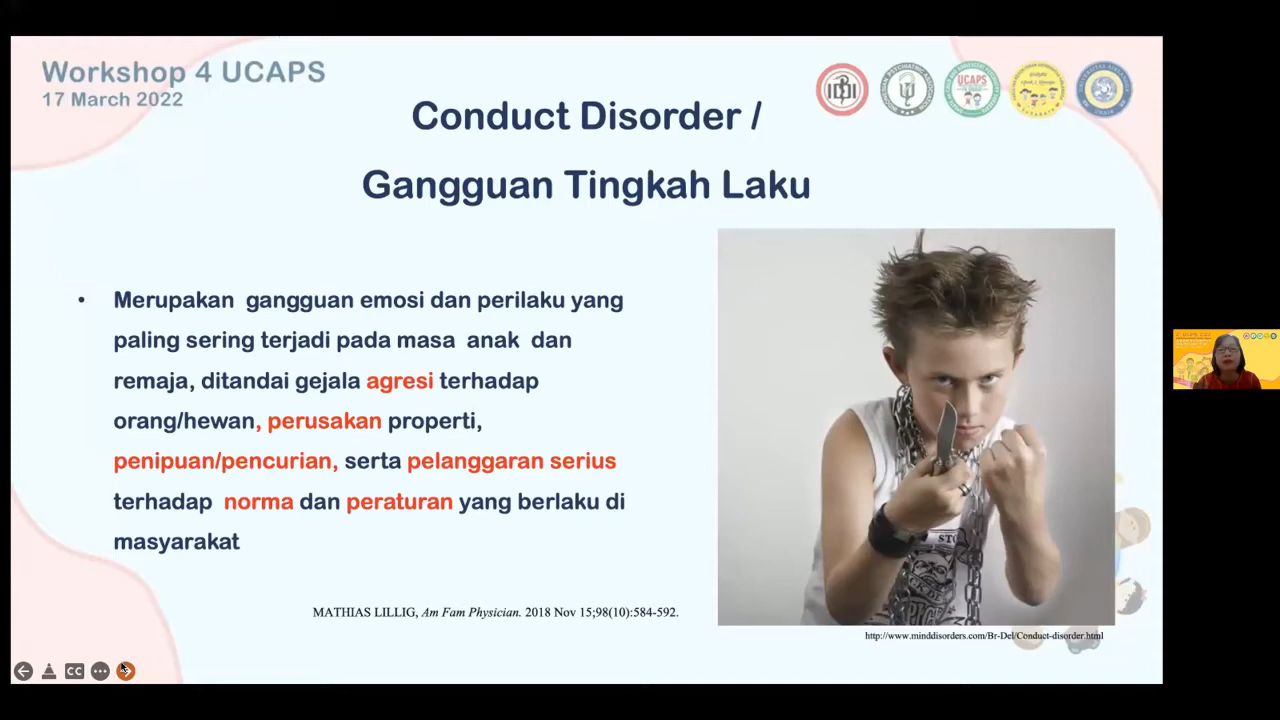 Workshop 4 UCAPS
17 March 2022
UCAPS
Conduct Disorder /
Gangguan Tingkah Laku
• Merupakan gangguan emosi dan perilaku yang
paling sering terjadi pada masa anak dan
remaja, ditandai gejala agresi terhadap
orang/hewan, perusakan properti,
penipuan/pencurian, serta pelanggaran serius
terhadap norma dan peraturan yang berlaku di
masyarakat
MATHIAS LILLIG, Am Fam Physician. 2018 Nov 15;98(10):584-592.
http://www.minddisorders.com/Br-Del/Conduct-disorder.html
CC